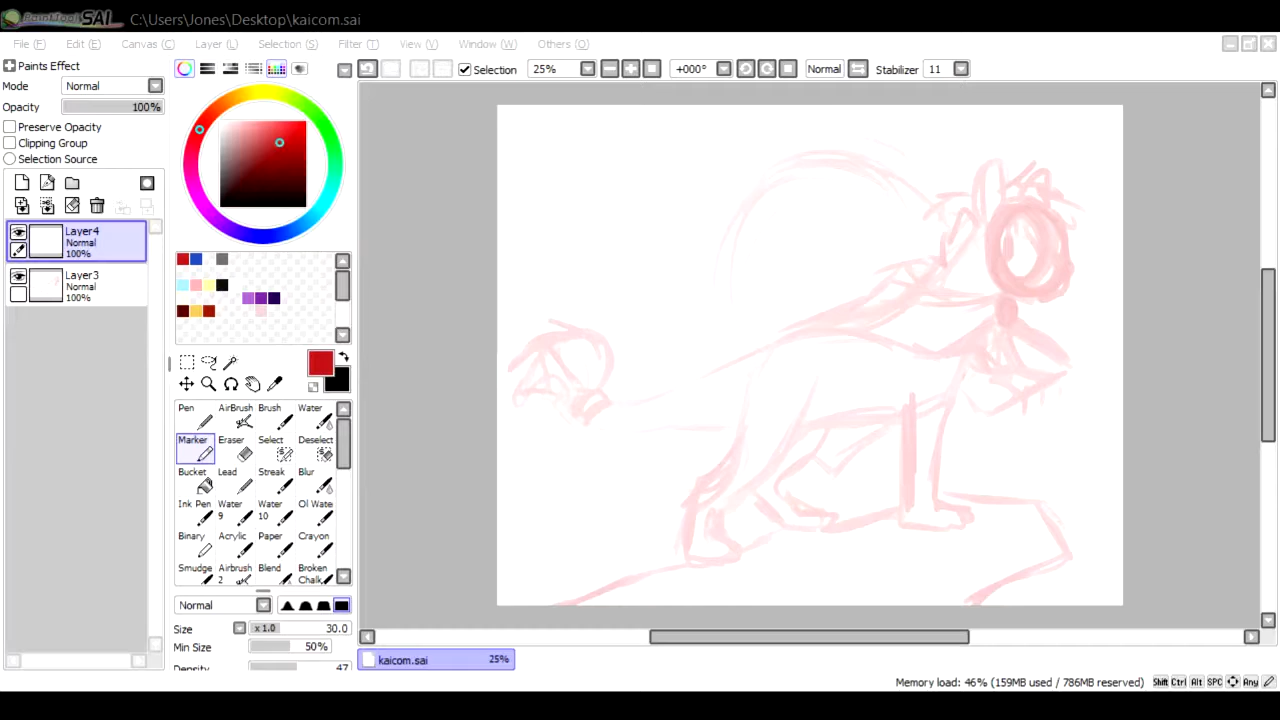 PaintTool SAI C:\Users\Jones\Desktop\kaicom.sai
File (F) Edit (E) Canvas (C) Layer (L) Selection (S) Filter (T) View (V) Window (W) Others (O)
Paints Effect
Mode Normal
Opacity 100%
Preserve Opacity
Clipping Group
Selection Source
Layer4
Normal
100%
Layer3
Normal
100%
Selection 25% +000° Normal Stabilizer 11
Pen AirBrush Brush Water
Marker Eraser Select Deselect
Bucket Lead Streak Blur
Ink Pen Water 9 Water 10 Ol Wate
Binary Acrylic Paper Crayon
Smudge Airbrush 2 Blend Broken Chalk
Normal
Size x 1.0 30.0
Min Size 50%
Density 47
kaicom.sai 25%
Memory load: 46% (159MB used / 786MB reserved) Shift Ctrl Alt SPC Any